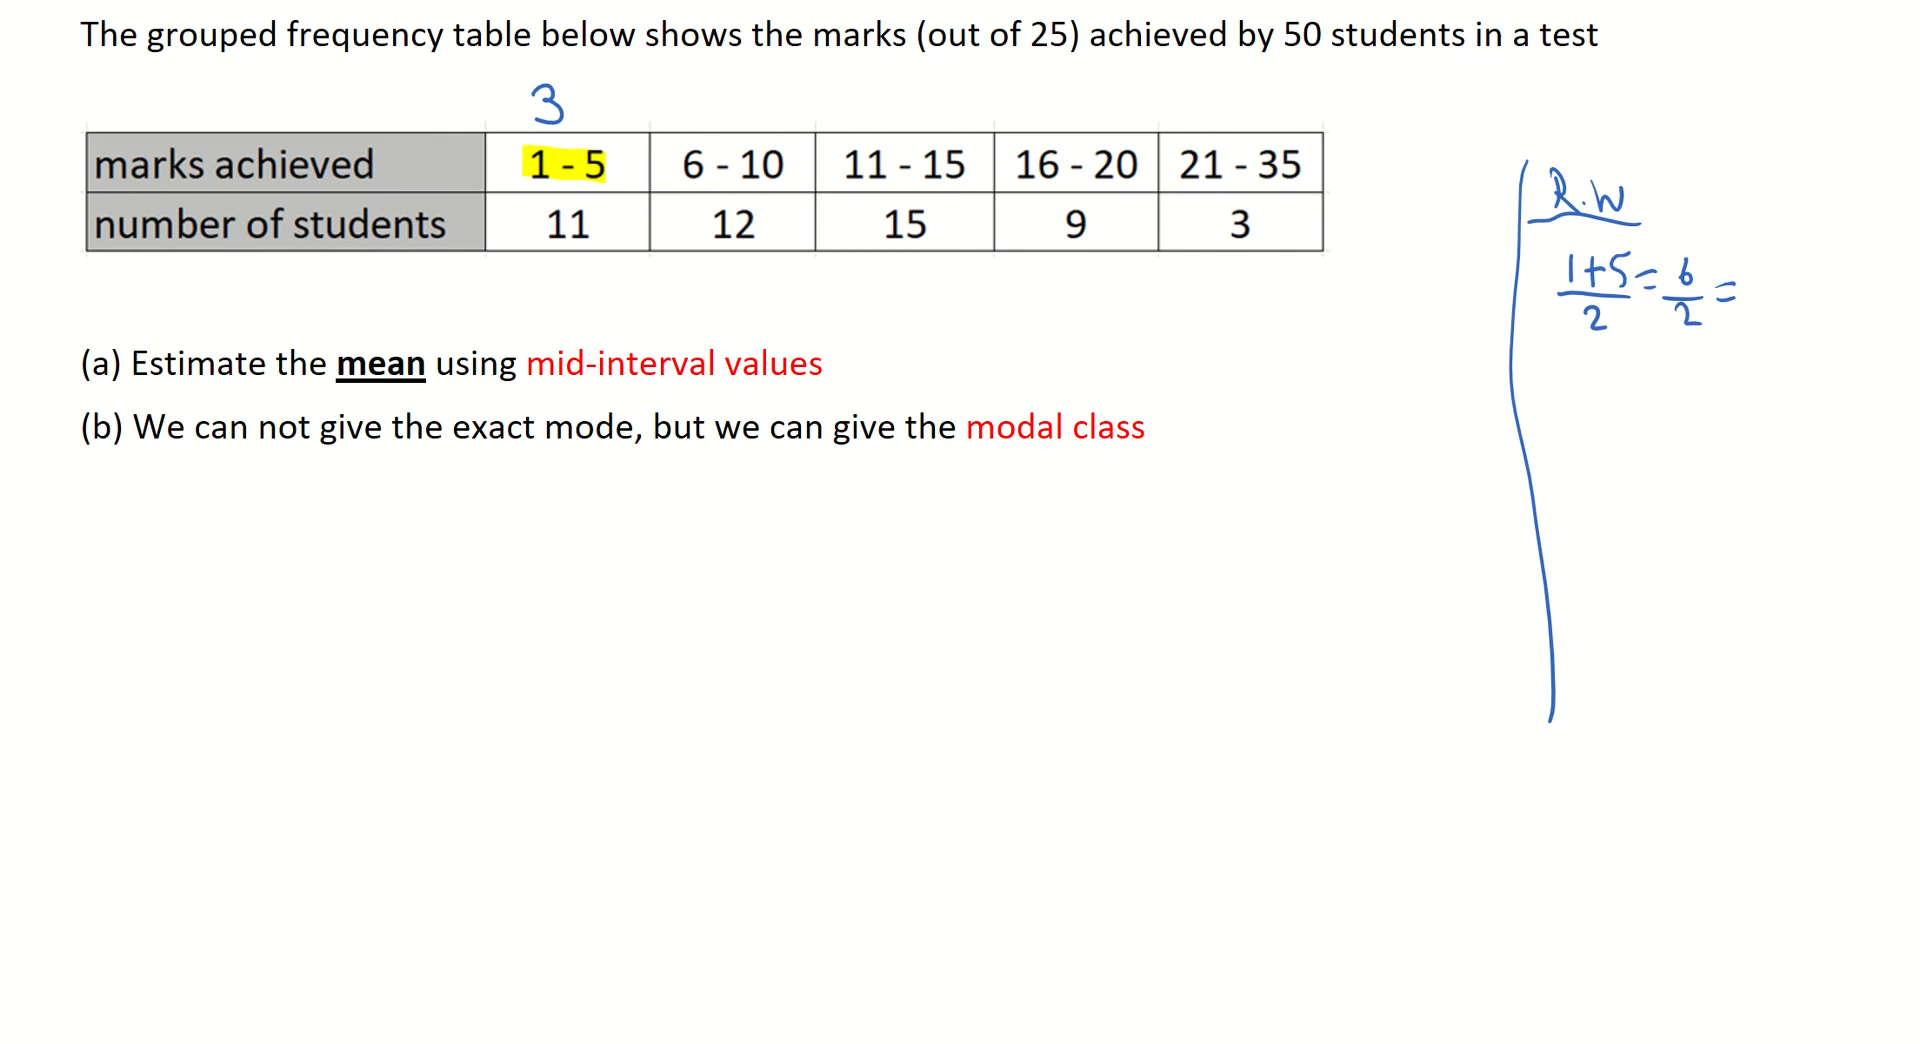 The grouped frequency table below shows the marks (out of 25) achieved by 50 students in a test
3
marks achieved 1 - 5 6 - 10 11 - 15 16 - 20 21 - 35
number of students 11 12 15 9 3
R.W
1+5/2 = 6/2 =
(a) Estimate the mean using mid-interval values
(b) We can not give the exact mode, but we can give the modal class